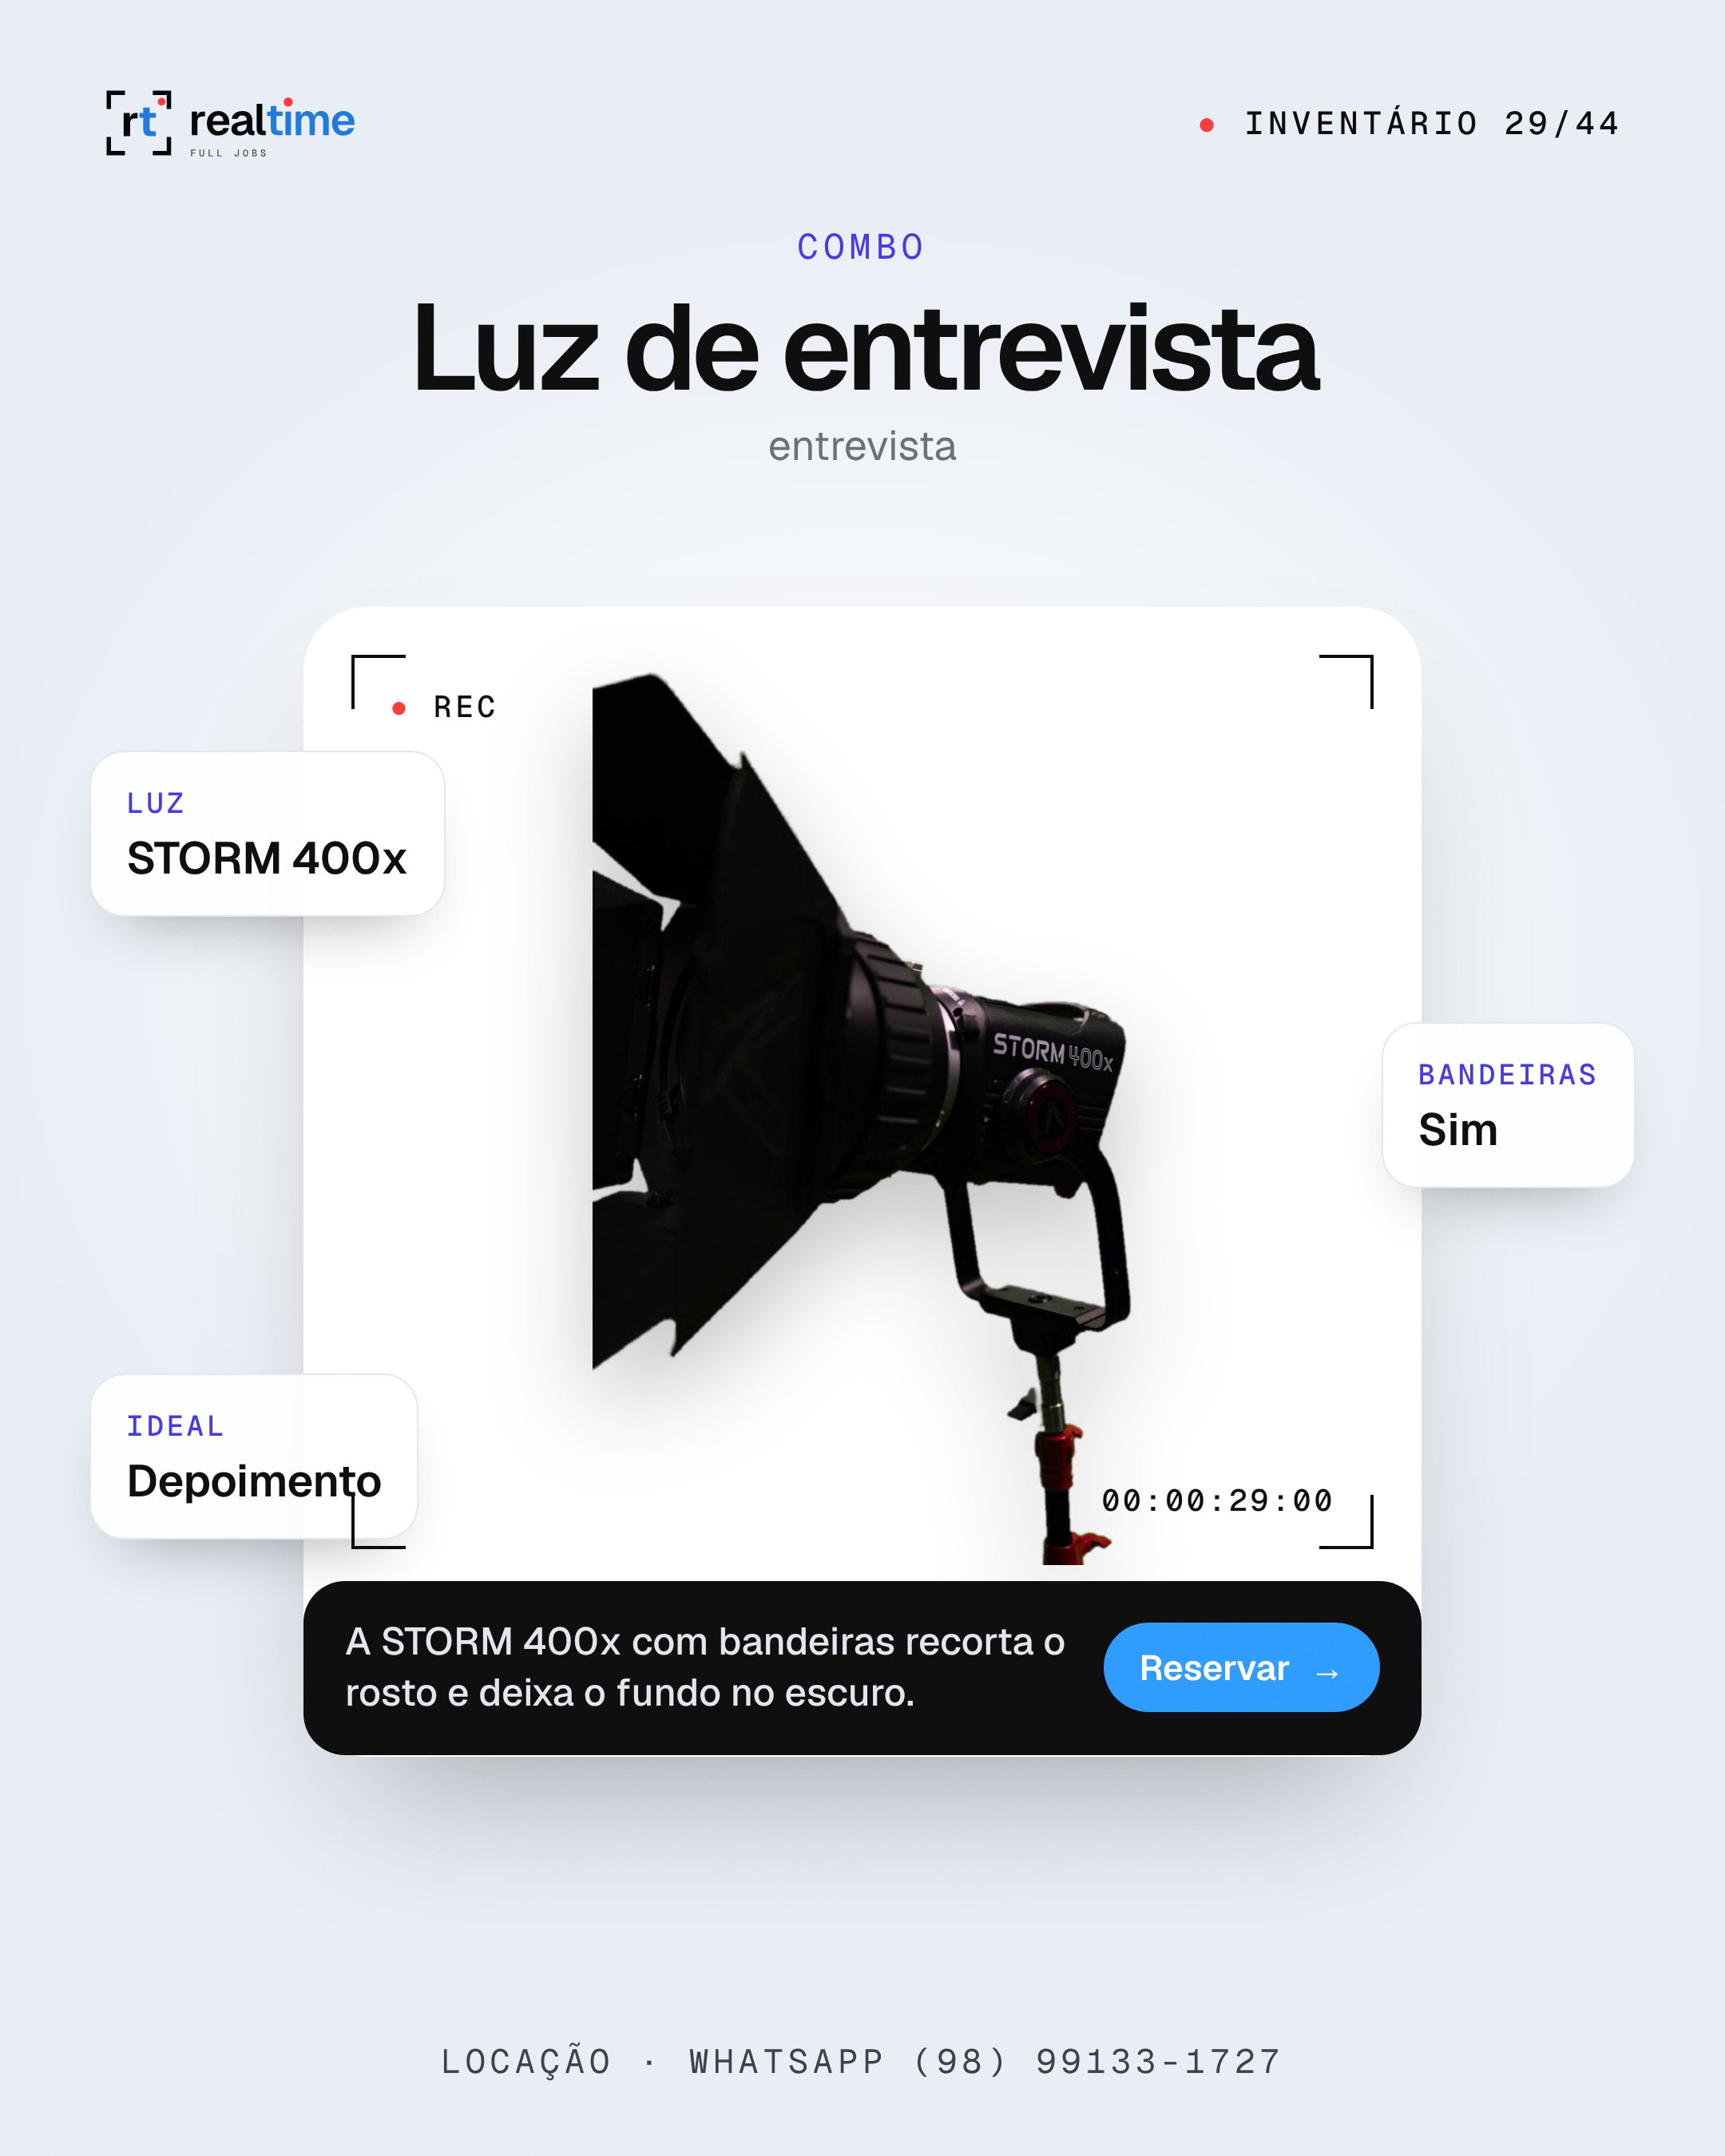 rt realtime
FULL JOBS
INVENTÁRIO 29/44
COMBO
Luz de entrevista
entrevista
REC
LUZ
STORM 400x
STORM 400x
BANDEIRAS
Sim
IDEAL
Depoimento
00:00:29:00
A STORM 400x com bandeiras recorta o
rosto e deixa o fundo no escuro.
Reservar →
LOCAÇÃO · WHATSAPP (98) 99133-1727